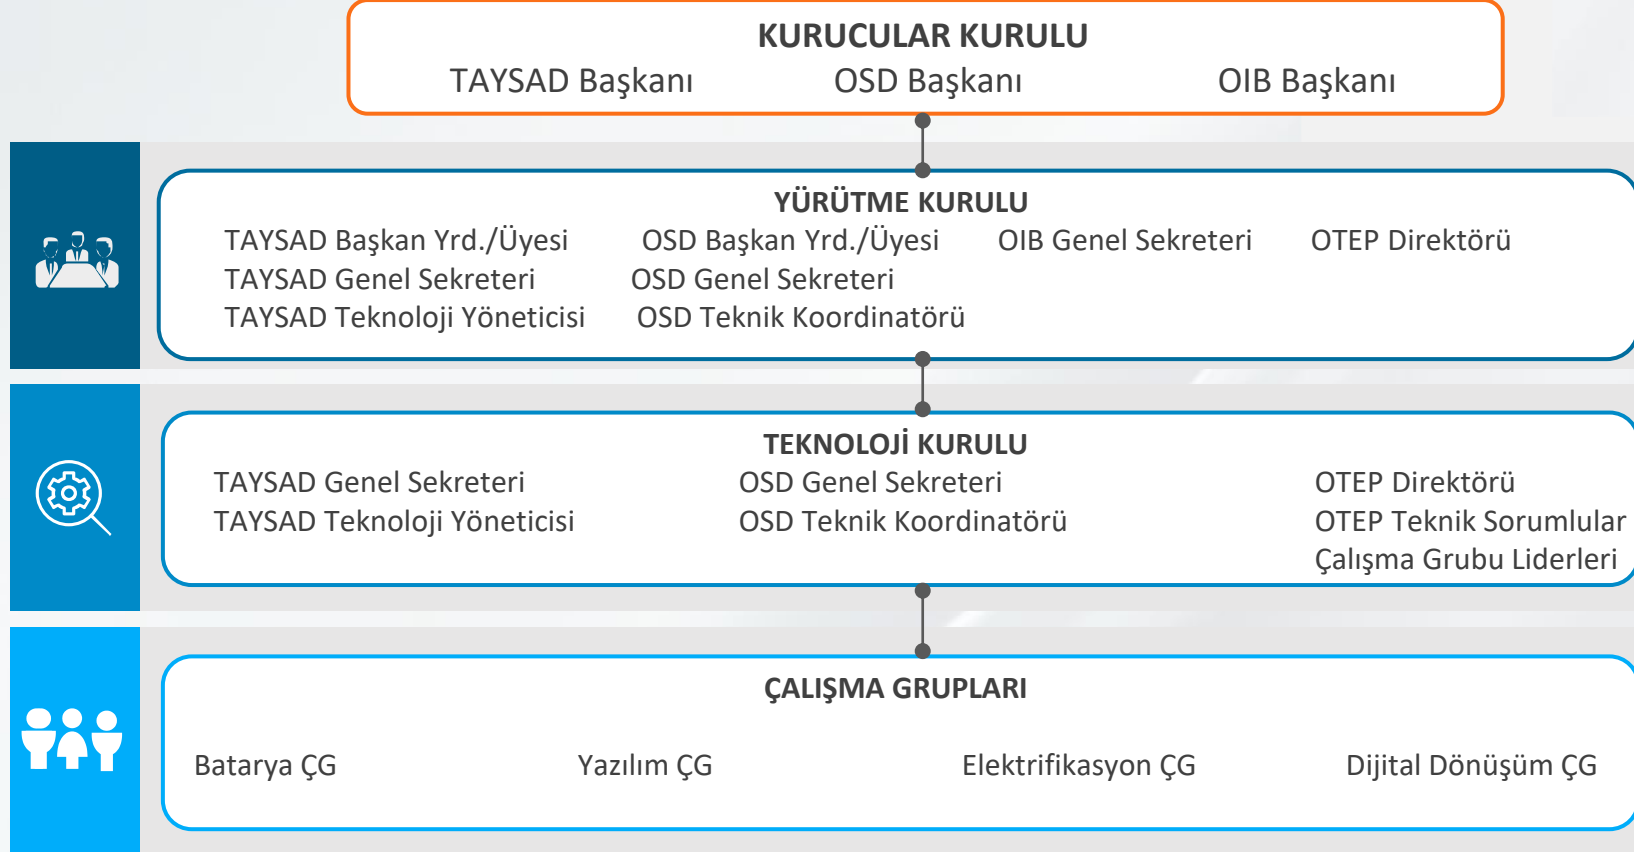 KURUCULAR KURULU
TAYSAD Başkanı OSD Başkanı OIB Başkanı
YÜRÜTME KURULU
TAYSAD Başkan Yrd./Üyesi OSD Başkan Yrd./Üyesi OIB Genel Sekreteri OTEP Direktörü
TAYSAD Genel Sekreteri OSD Genel Sekreteri
TAYSAD Teknoloji Yöneticisi OSD Teknik Koordinatörü
TEKNOLOJİ KURULU
TAYSAD Genel Sekreteri OSD Genel Sekreteri OTEP Direktörü
TAYSAD Teknoloji Yöneticisi OSD Teknik Koordinatörü OTEP Teknik Sorumlular
Çalışma Grubu Liderleri
ÇALIŞMA GRUPLARI
Batarya ÇG Yazılım ÇG Elektrifikasyon ÇG Dijital Dönüşüm ÇG